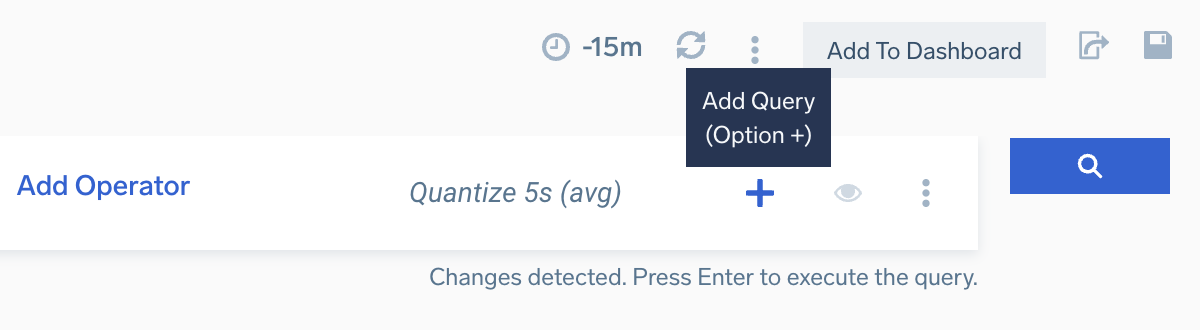 -15m
Add To Dashboard
Add Query
(Option +)
Add Operator
Quantize 5s (avg)
Changes detected. Press Enter to execute the query.